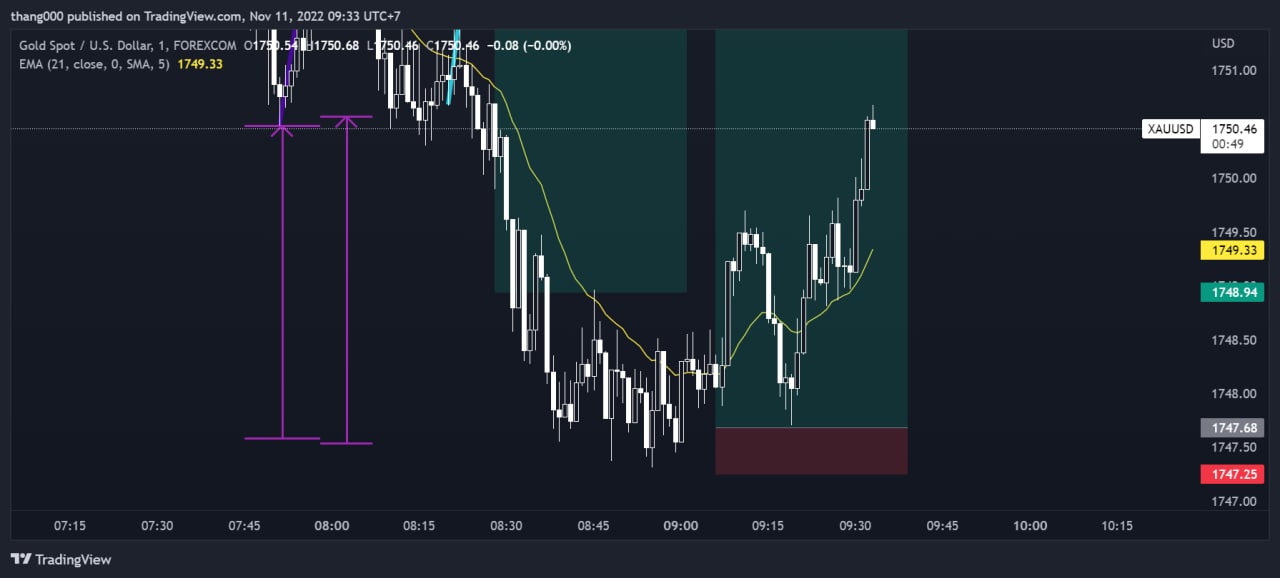 thang000 published on TradingView.com, Nov 11, 2022 09:33 UTC+7
Gold Spot / U.S. Dollar, 1, FOREXCOM O1750.54 H1750.68 L1750.46 C1750.46 −0.08 (−0.00%)
EMA (21, close, 0, SMA, 5) 1749.33
USD
1751.00
XAUUSD 1750.46
00:49
1750.00
1749.50
1749.33
1748.94
1748.50
1748.00
1747.68
1747.50
1747.25
1747.00
07:15 07:30 07:45 08:00 08:15 08:30 08:45 09:00 09:15 09:30 09:45 10:00 10:15
TradingView